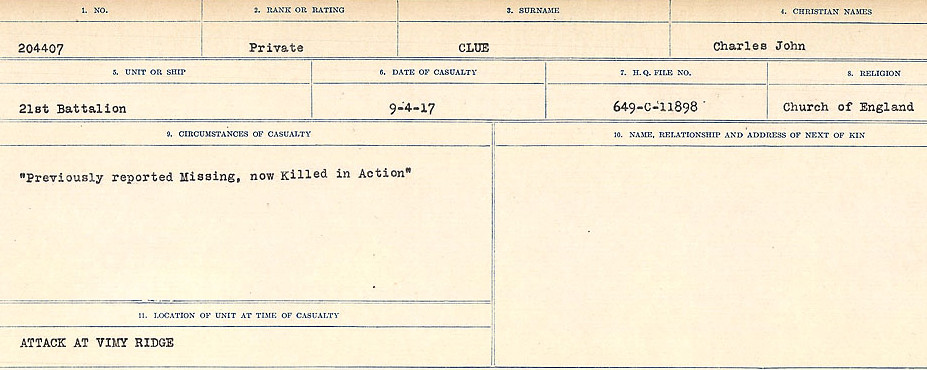 1. NO. 2. RANK OR RATING 3. SURNAME 4. CHRISTIAN NAMES
204407 Private CLUE Charles John
5. UNIT OR SHIP 6. DATE OF CASUALTY 7. H.Q. FILE NO. 8. RELIGION
21st Battalion 9-4-17 649-C-11898 Church of England
9. CIRCUMSTANCES OF CASUALTY 10. NAME, RELATIONSHIP AND ADDRESS OF NEXT OF KIN
"Previously reported Missing, now Killed in Action"
11. LOCATION OF UNIT AT TIME OF CASUALTY
ATTACK AT VIMY RIDGE